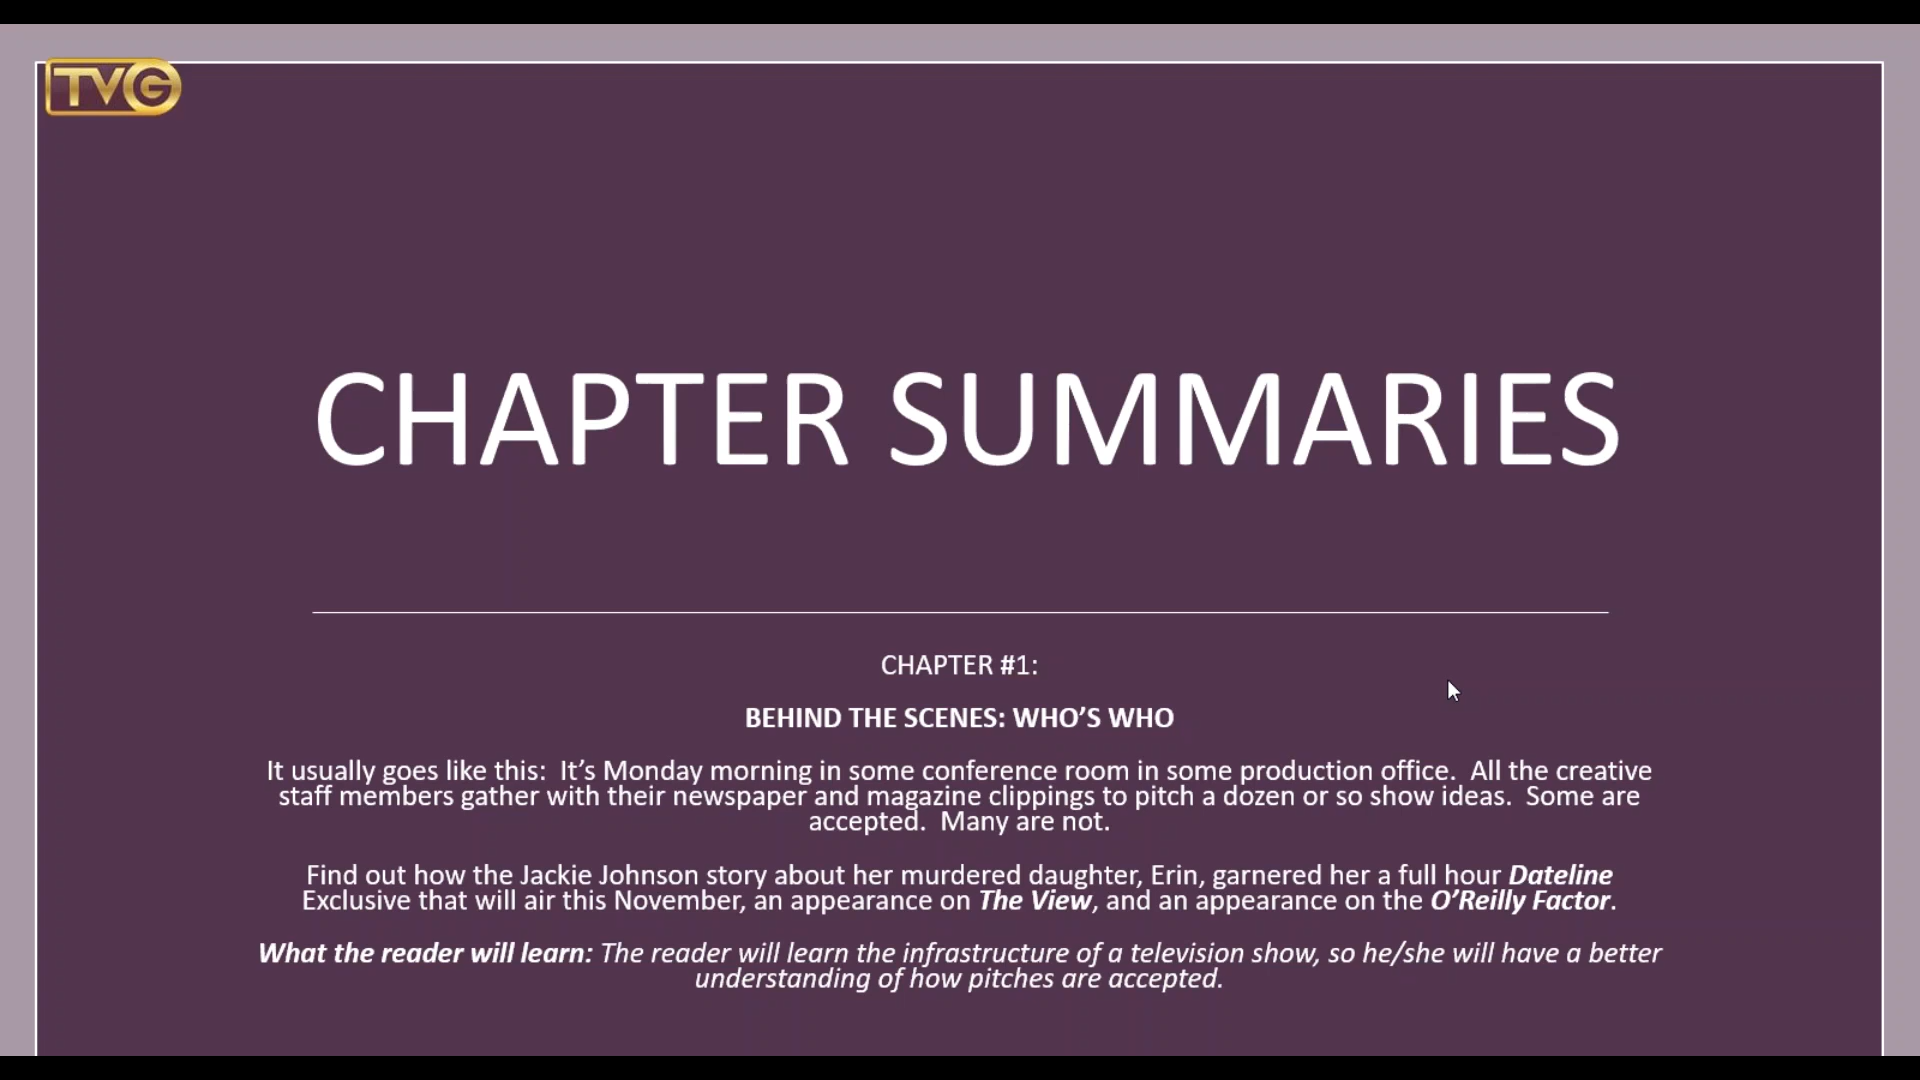 TVG
CHAPTER SUMMARIES
CHAPTER #1:
BEHIND THE SCENES: WHO’S WHO
It usually goes like this:  It’s Monday morning in some conference room in some production office.  All the creative
staff members gather with their newspaper and magazine clippings to pitch a dozen or so show ideas.  Some are
accepted.  Many are not.
Find out how the Jackie Johnson story about her murdered daughter, Erin, garnered her a full hour Dateline
Exclusive that will air this November, an appearance on The View, and an appearance on the O’Reilly Factor.
What the reader will learn: The reader will learn the infrastructure of a television show, so he/she will have a better
understanding of how pitches are accepted.